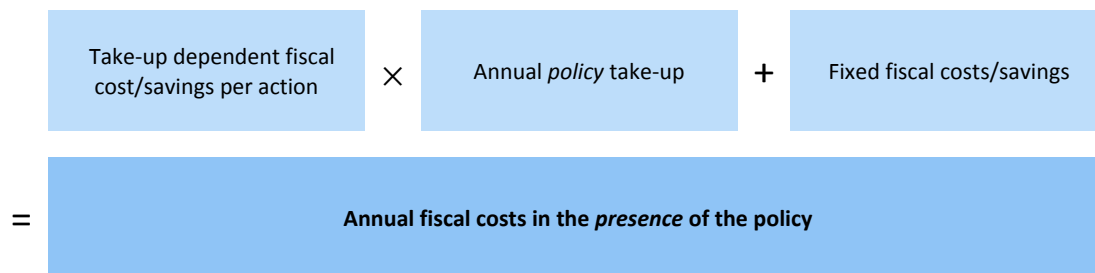 Take-up dependent fiscal
cost/savings per action
×
Annual policy take-up
+
Fixed fiscal costs/savings
=
Annual fiscal costs in the presence of the policy